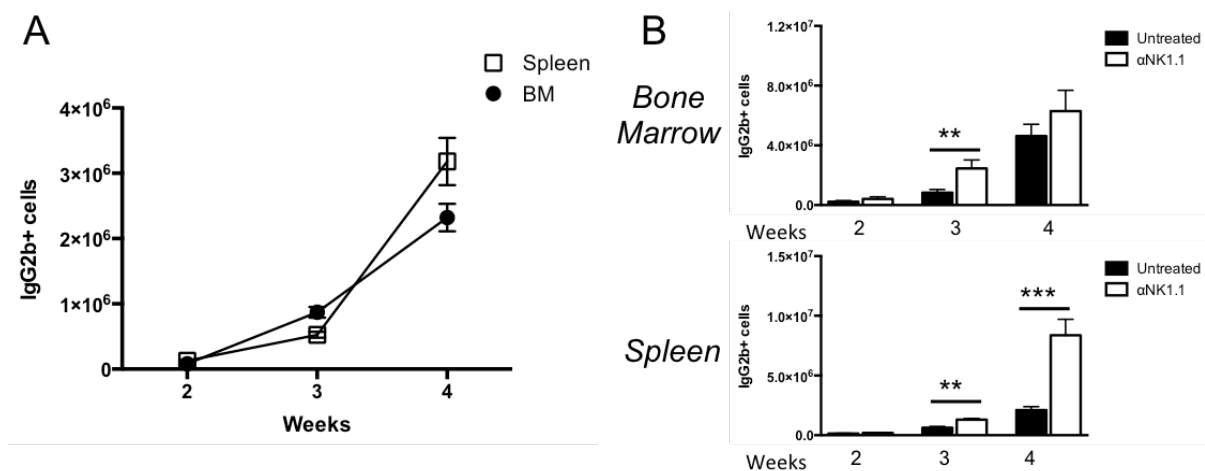 A
Spleen
BM
4×10⁶
3×10⁶
2×10⁶
1×10⁶
0
IgG2b+ cells
2 3 4
Weeks
B
Bone
Marrow
Untreated
αNK1.1
1.2×10⁷
8.0×10⁶
4.0×10⁶
0.0
IgG2b+ cells
**
Weeks 2 3 4
Spleen
Untreated
αNK1.1
1.5×10⁷
1.0×10⁷
5.0×10⁶
0.0
IgG2b+ cells
**
***
Weeks 2 3 4